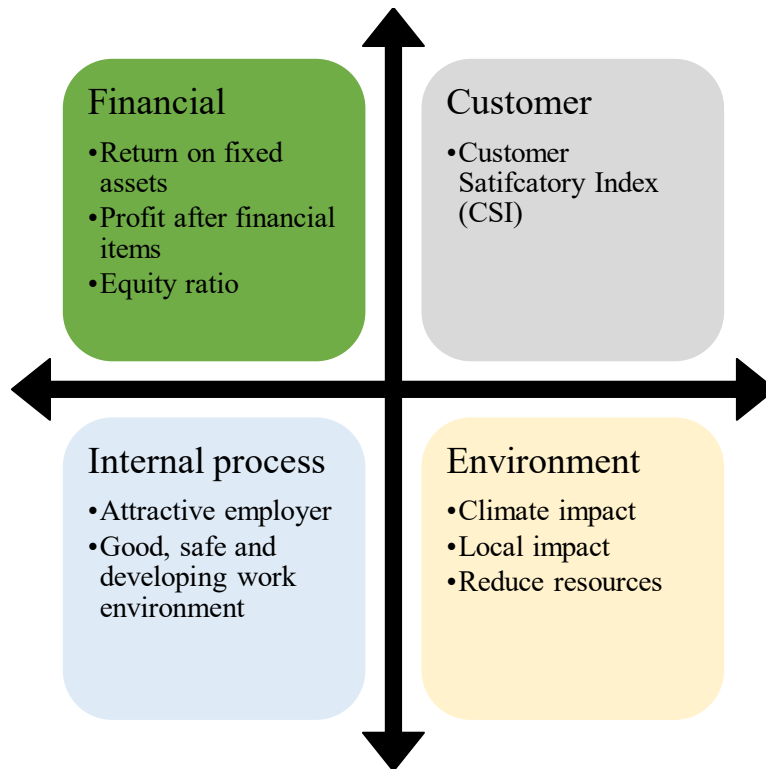 Financial
•Return on fixed
assets
•Profit after financial
items
•Equity ratio
Customer
•Customer
Satifcatory Index
(CSI)
Internal process
•Attractive employer
•Good, safe and
developing work
environment
Environment
•Climate impact
•Local impact
•Reduce resources